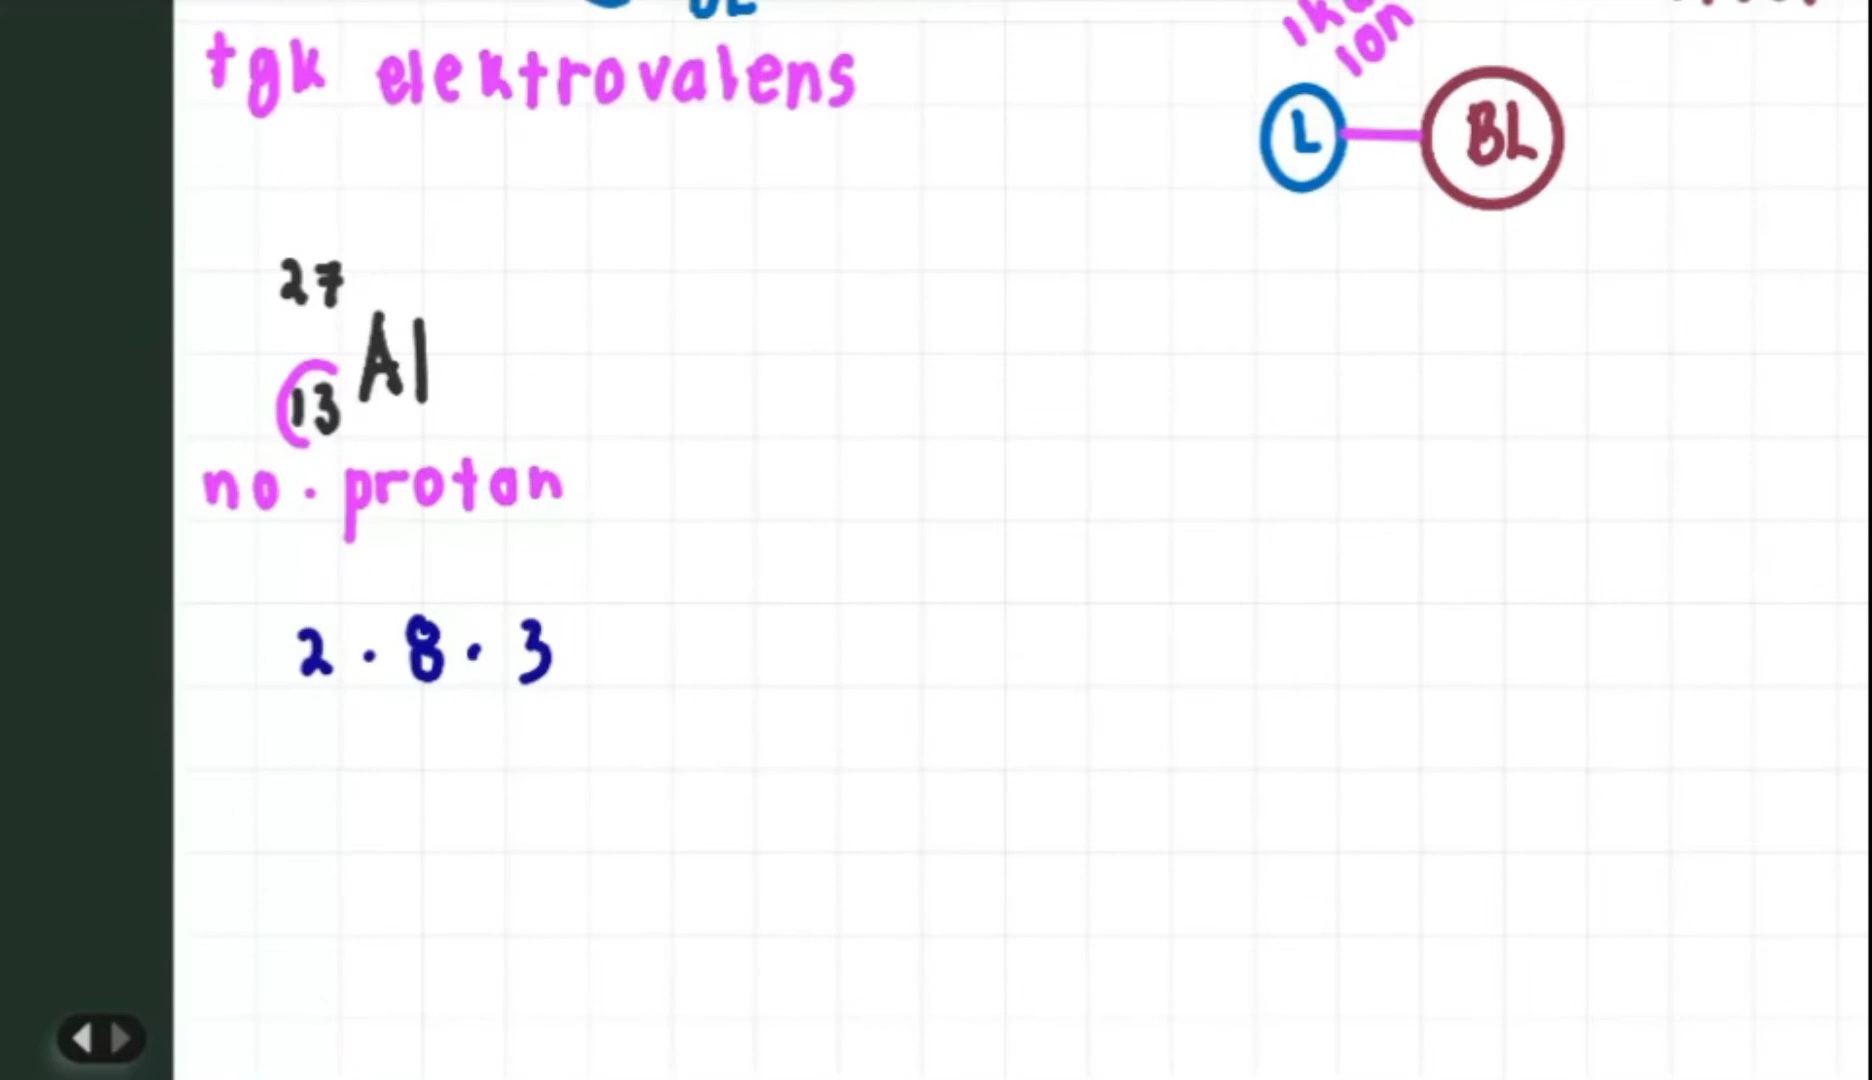 tgk elektrovalens
ion
L BL
27
13 Al
no. proton
2 . 8 . 3